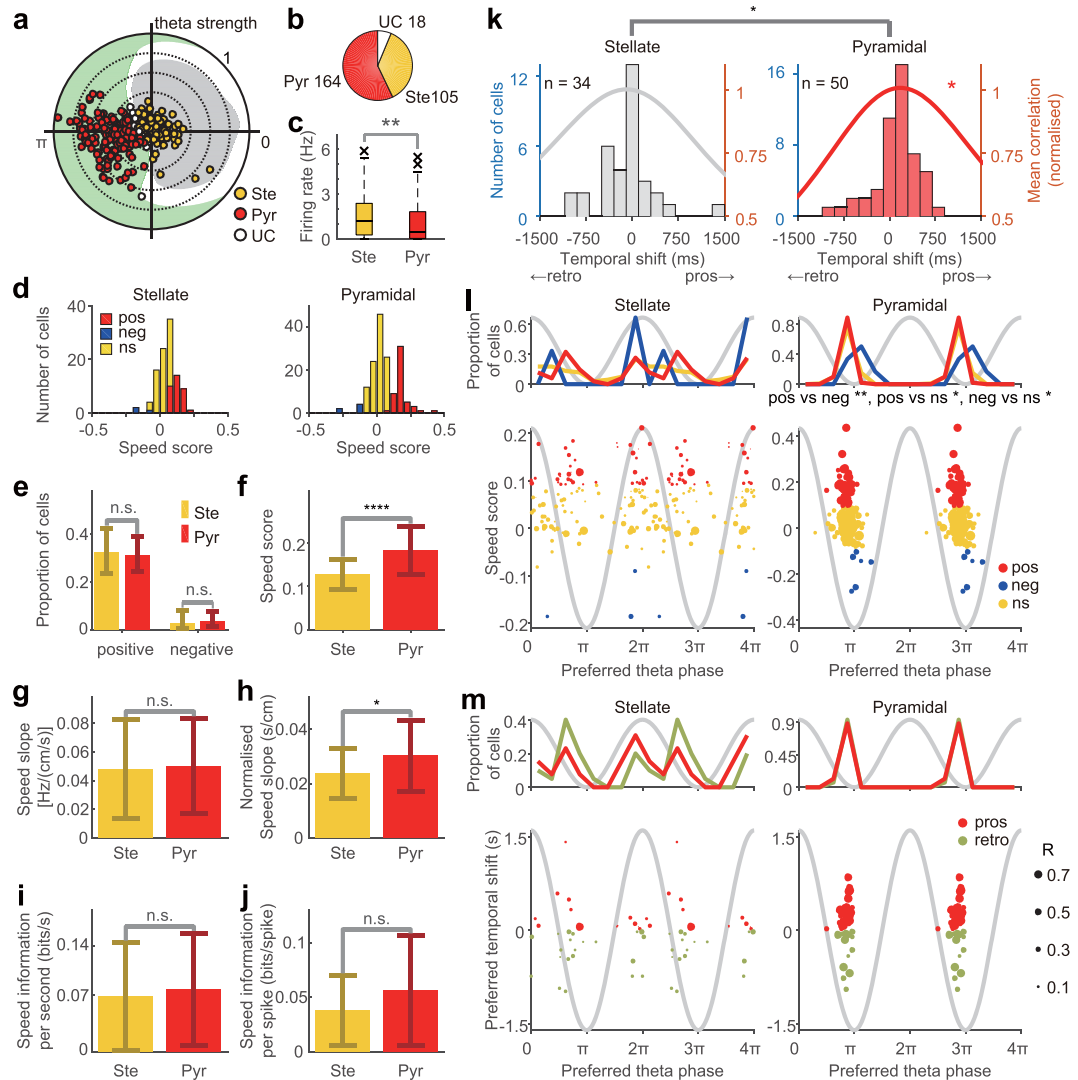 a
theta strength
1
π
0
Ste
Pyr
UC
b
UC 18
Pyr 164
Ste105
c
**
Firing rate (Hz)
6
3
0
Ste
Pyr
d
Stellate
Pyramidal
pos
neg
ns
Number of cells
40
20
0
40
20
0
-0.5
0
0.5
-0.5
0
0.5
Speed score
Speed score
e
Proportion of cells
0.4
0.2
0
n.s.
n.s.
Ste
Pyr
positive
negative
f
Speed score
0.2
0.1
0
****
Ste
Pyr
g
Speed slope
[Hz/(cm/s)]
0.08
0.06
0.04
0.02
0
n.s.
Ste
Pyr
h
Normalised
Speed slope (s/cm)
0.04
0.02
0
*
Ste
Pyr
i
Speed information
per second (bits/s)
0.14
0.07
0
n.s.
Ste
Pyr
j
Speed information
per spike (bits/spike)
0.1
0.05
0
n.s.
Ste
Pyr
k
*
Stellate
Pyramidal
Number of cells
12
6
0
n = 34
1
0.75
0.5
16
8
0
n = 50
*
1
0.75
0.5
Mean correlation
(normalised)
-1500
-750
0
750
1500
-1500
-750
0
750
1500
Temporal shift (ms)
Temporal shift (ms)
←retro
pros→
←retro
pros→
l
Stellate
Pyramidal
Proportion
of cells
0.6
0.3
0
0.8
0.4
0
pos vs neg **, pos vs ns *, neg vs ns *
Speed score
0.2
0.1
0
-0.1
-0.2
0.4
0.2
0
-0.2
-0.4
pos
neg
ns
0
π
2π
3π
4π
0
π
2π
3π
4π
Preferred theta phase
Preferred theta phase
m
Stellate
Pyramidal
Proportion
of cells
0.4
0.2
0
0.9
0.45
0
Preferred temporal shift (s)
1.5
0
-1.5
1.5
0
-1.5
pros
retro
R
0.7
0.5
0.3
0.1
0
π
2π
3π
4π
0
π
2π
3π
4π
Preferred theta phase
Preferred theta phase